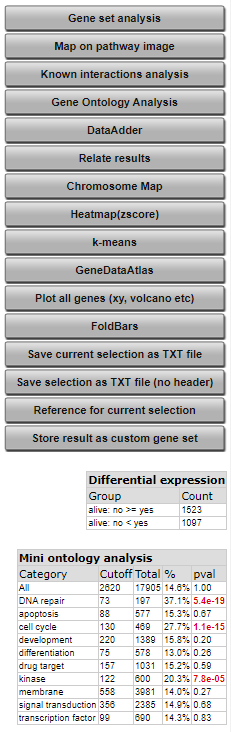 Gene set analysis
Map on pathway image
Known interactions analysis
Gene Ontology Analysis
DataAdder
Relate results
Chromosome Map
Heatmap(zscore)
k-means
GeneDataAtlas
Plot all genes (xy, volcano etc)
FoldBars
Save current selection as TXT file
Save selection as TXT file (no header)
Reference for current selection
Store result as custom gene set
Differential expression
Group Count
alive: no >= yes 1523
alive: no < yes 1097
Mini ontology analysis
Category Cutoff Total % pval
All 2620 17905 14.6% 1.00
DNA repair 73 197 37.1% 5.4e-19
apoptosis 88 577 15.3% 0.67
cell cycle 130 469 27.7% 1.1e-15
development 220 1389 15.8% 0.20
differentiation 75 578 13.0% 0.26
drug target 157 1031 15.2% 0.59
kinase 122 600 20.3% 7.8e-05
membrane 558 3981 14.0% 0.27
signal transduction 356 2385 14.9% 0.68
transcription factor 99 690 14.3% 0.83